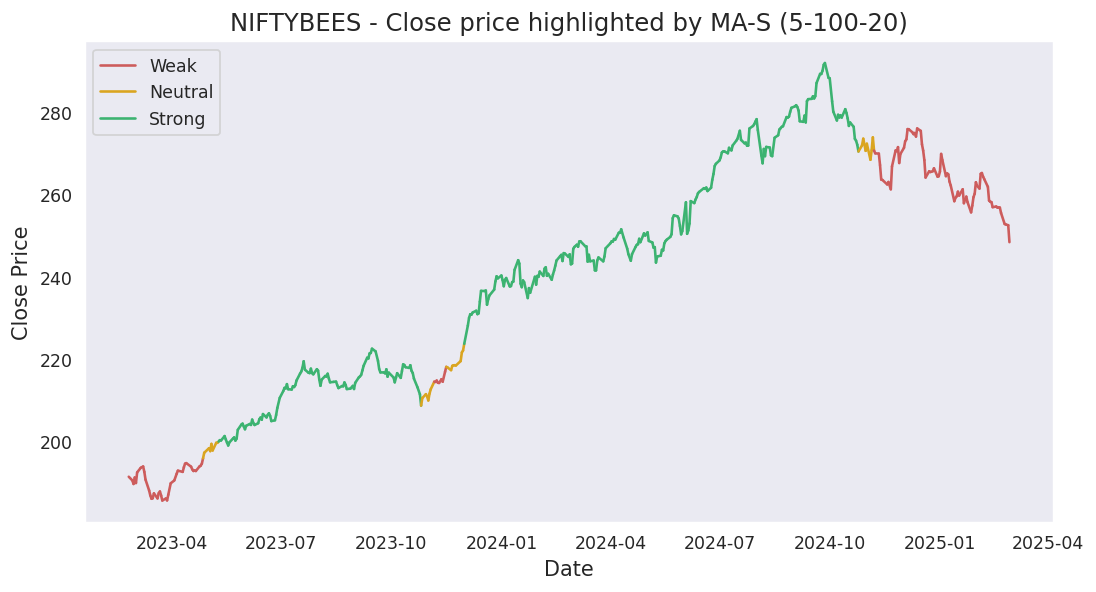 NIFTYBEES - Close price highlighted by MA-S (5-100-20)
Weak
Neutral
Strong
Close Price
280
260
240
220
200
2023-04 2023-07 2023-10 2024-01 2024-04 2024-07 2024-10 2025-01 2025-04
Date